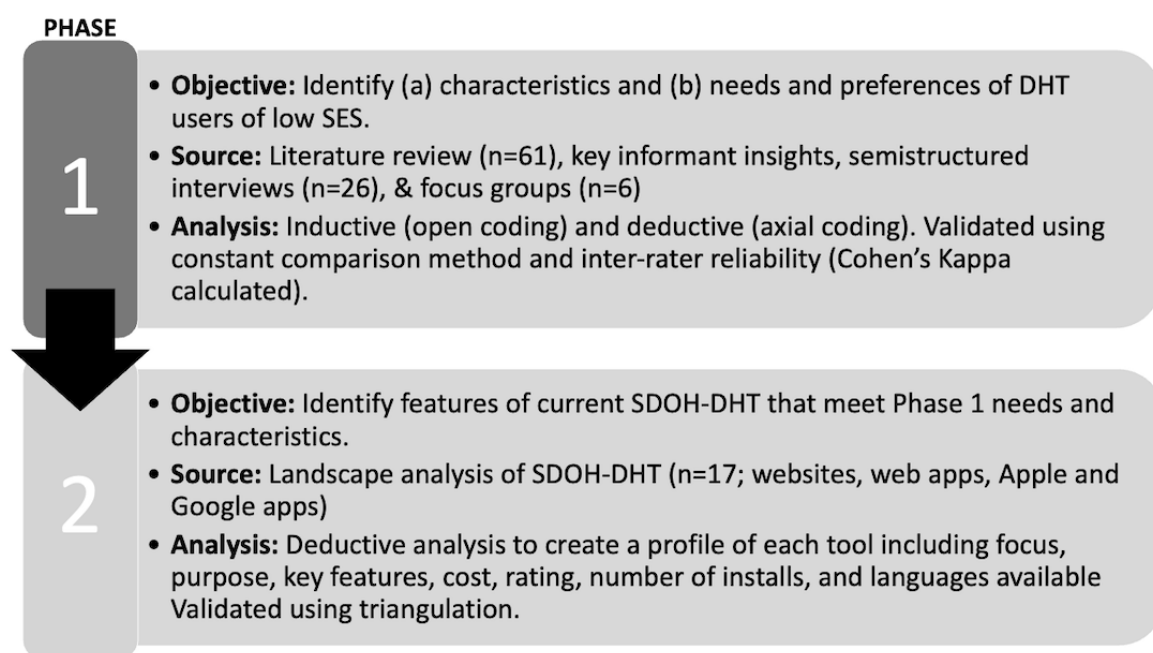 PHASE
1
• Objective: Identify (a) characteristics and (b) needs and preferences of DHT
users of low SES.
• Source: Literature review (n=61), key informant insights, semistructured
interviews (n=26), & focus groups (n=6)
• Analysis: Inductive (open coding) and deductive (axial coding). Validated using
constant comparison method and inter-rater reliability (Cohen’s Kappa
calculated).
2
• Objective: Identify features of current SDOH-DHT that meet Phase 1 needs and
characteristics.
• Source: Landscape analysis of SDOH-DHT (n=17; websites, web apps, Apple and
Google apps)
• Analysis: Deductive analysis to create a profile of each tool including focus,
purpose, key features, cost, rating, number of installs, and languages available
Validated using triangulation.